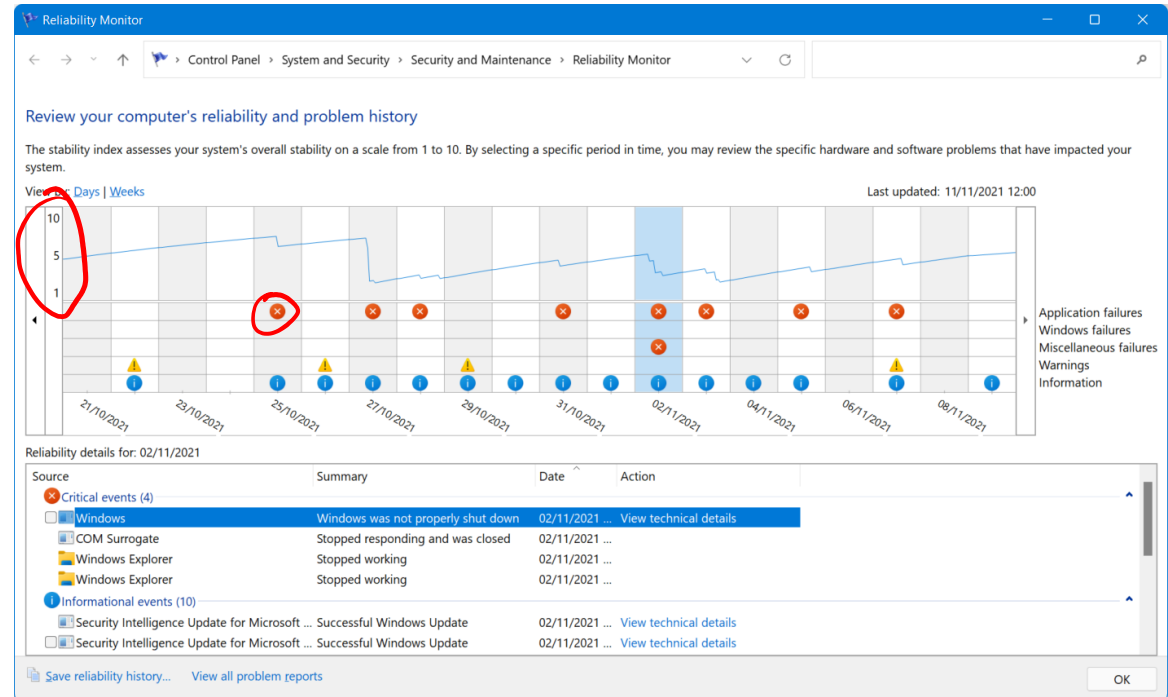 Reliability Monitor
Control Panel › System and Security › Security and Maintenance › Reliability Monitor
Review your computer's reliability and problem history
The stability index assesses your system's overall stability on a scale from 1 to 10. By selecting a specific period in time, you may review the specific hardware and software problems that have impacted your
system.
View by: Days | Weeks Last updated: 11/11/2021 12:00
10
5
1
Application failures
Windows failures
Miscellaneous failures
Warnings
Information
21/10/2021 23/10/2021 25/10/2021 27/10/2021 29/10/2021 31/10/2021 02/11/2021 04/11/2021 06/11/2021 08/11/2021
Reliability details for: 02/11/2021
Source Summary Date Action
Critical events (4)
Windows Windows was not properly shut down 02/11/2021 ... View technical details
COM Surrogate Stopped responding and was closed 02/11/2021 ...
Windows Explorer Stopped working 02/11/2021 ...
Windows Explorer Stopped working 02/11/2021 ...
Informational events (10)
Security Intelligence Update for Microsoft ... Successful Windows Update 02/11/2021 ... View technical details
Security Intelligence Update for Microsoft ... Successful Windows Update 02/11/2021 ... View technical details
Save reliability history... View all problem reports OK